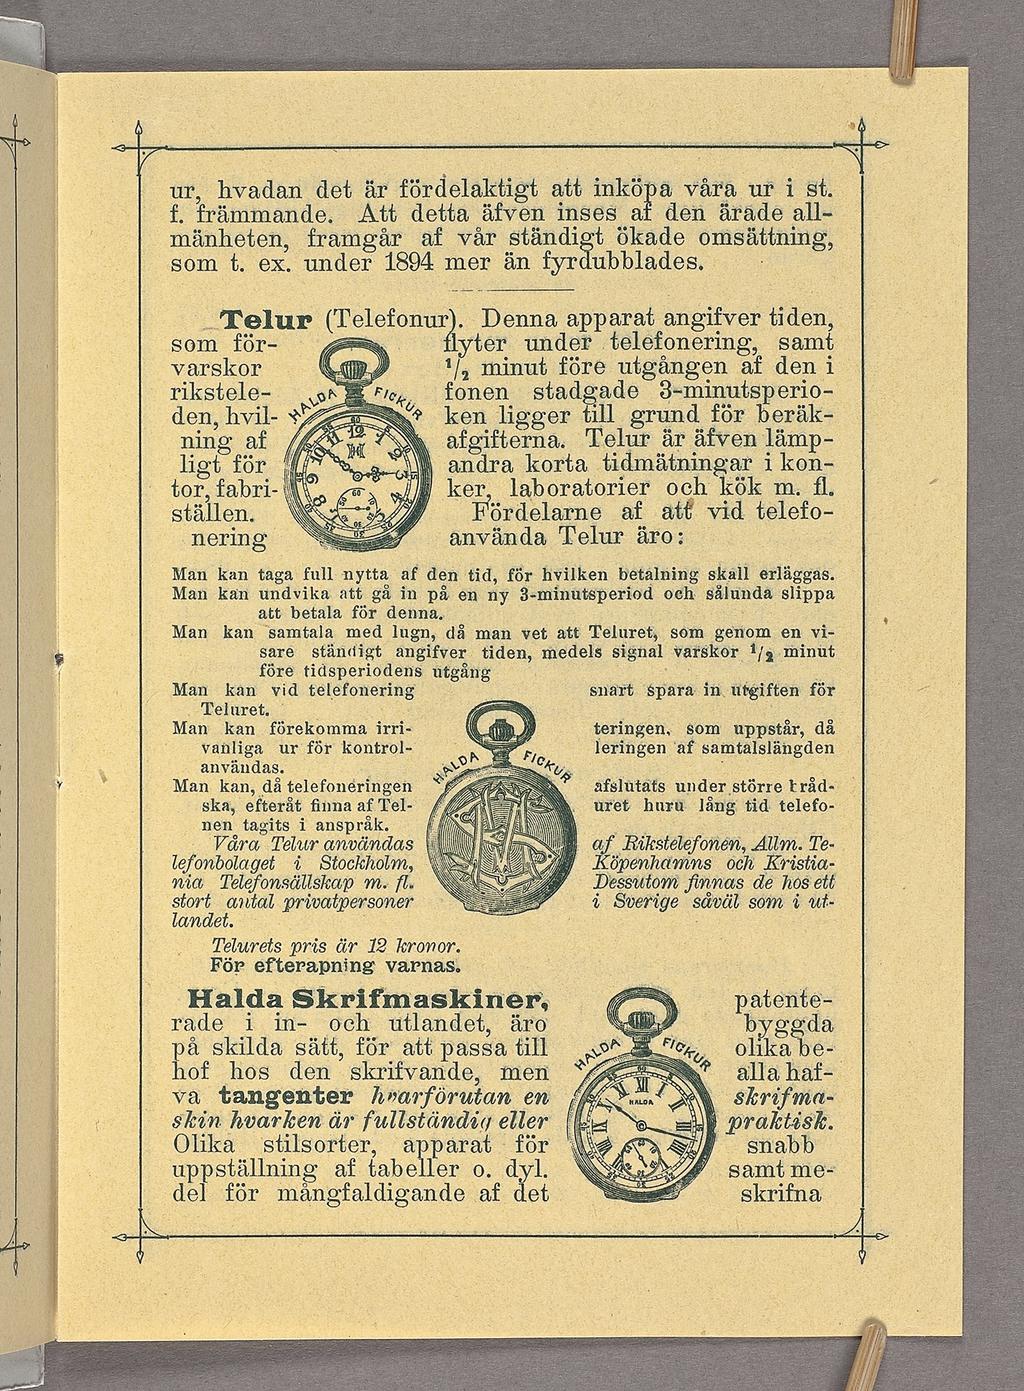 ur, hvadan det är fördelaktigt att inköpa våra ur i st.
f. främmande. Att detta äfven inses af den ärade all-
mänheten, framgår af vår ständigt ökade omsättning,
som t. ex. under 1894 mer än fyrdubblades.
Telur (Telefonur). Denna apparat angifver tiden,
som för- flyter under telefonering, samt
varskor 1/2 minut före utgången af den i
rikstele- fonen stadgade 3-minutsperio-
den, hvil- ken ligger till grund för beräk-
ning af afgifterna. Telur är äfven lämp-
ligt för andra korta tidmätningar i kon-
tor, fabri- ker, laboratorier och kök m. fl.
ställen. Fördelarne af att vid telefo-
nering använda Telur äro:
HALDA FICKUR
Man kan taga full nytta af den tid, för hvilken betalning skall erläggas.
Man kan undvika att gå in på en ny 3-minutsperiod och sålunda slippa
att betala för denna.
Man kan samtala med lugn, då man vet att Teluret, som genom en vi-
sare ständigt angifver tiden, medels signal varskor 1/2 minut
före tidsperiodens utgång
Man kan vid telefonering snart spara in utgiften för
Teluret.
Man kan förekomma irri- teringen, som uppstår, då
vanliga ur för kontrol- leringen af samtalslängden
användas.
Man kan, då telefoneringen afslutats under större tråd-
ska, efteråt finna af Tel- uret huru lång tid telefo-
nen tagits i anspråk.
HALDA FICKUR
Våra Telur användas af Rikstelefonen, Allm. Te-
lefonbolaget i Stockholm, Köpenhamns och Kristia-
nia Telefonsällskap m. fl. Dessutom finnas de hos ett
stort antal privatpersoner i Sverige såväl som i ut-
landet.
Telurets pris är 12 kronor.
För efterapning varnas.
Halda Skrifmaskiner, patente-
rade i in- och utlandet, äro byggda
på skilda sätt, för att passa till olika be-
hof hos den skrifvande, men alla haf-
va tangenter hvarförutan en skrifma-
skin hvarken är fullständig eller praktisk.
Olika stilsorter, apparat för snabb
uppställning af tabeller o. dyl. samt me-
del för mångfaldigande af det skrifna
HALDA FICKUR
HALDA